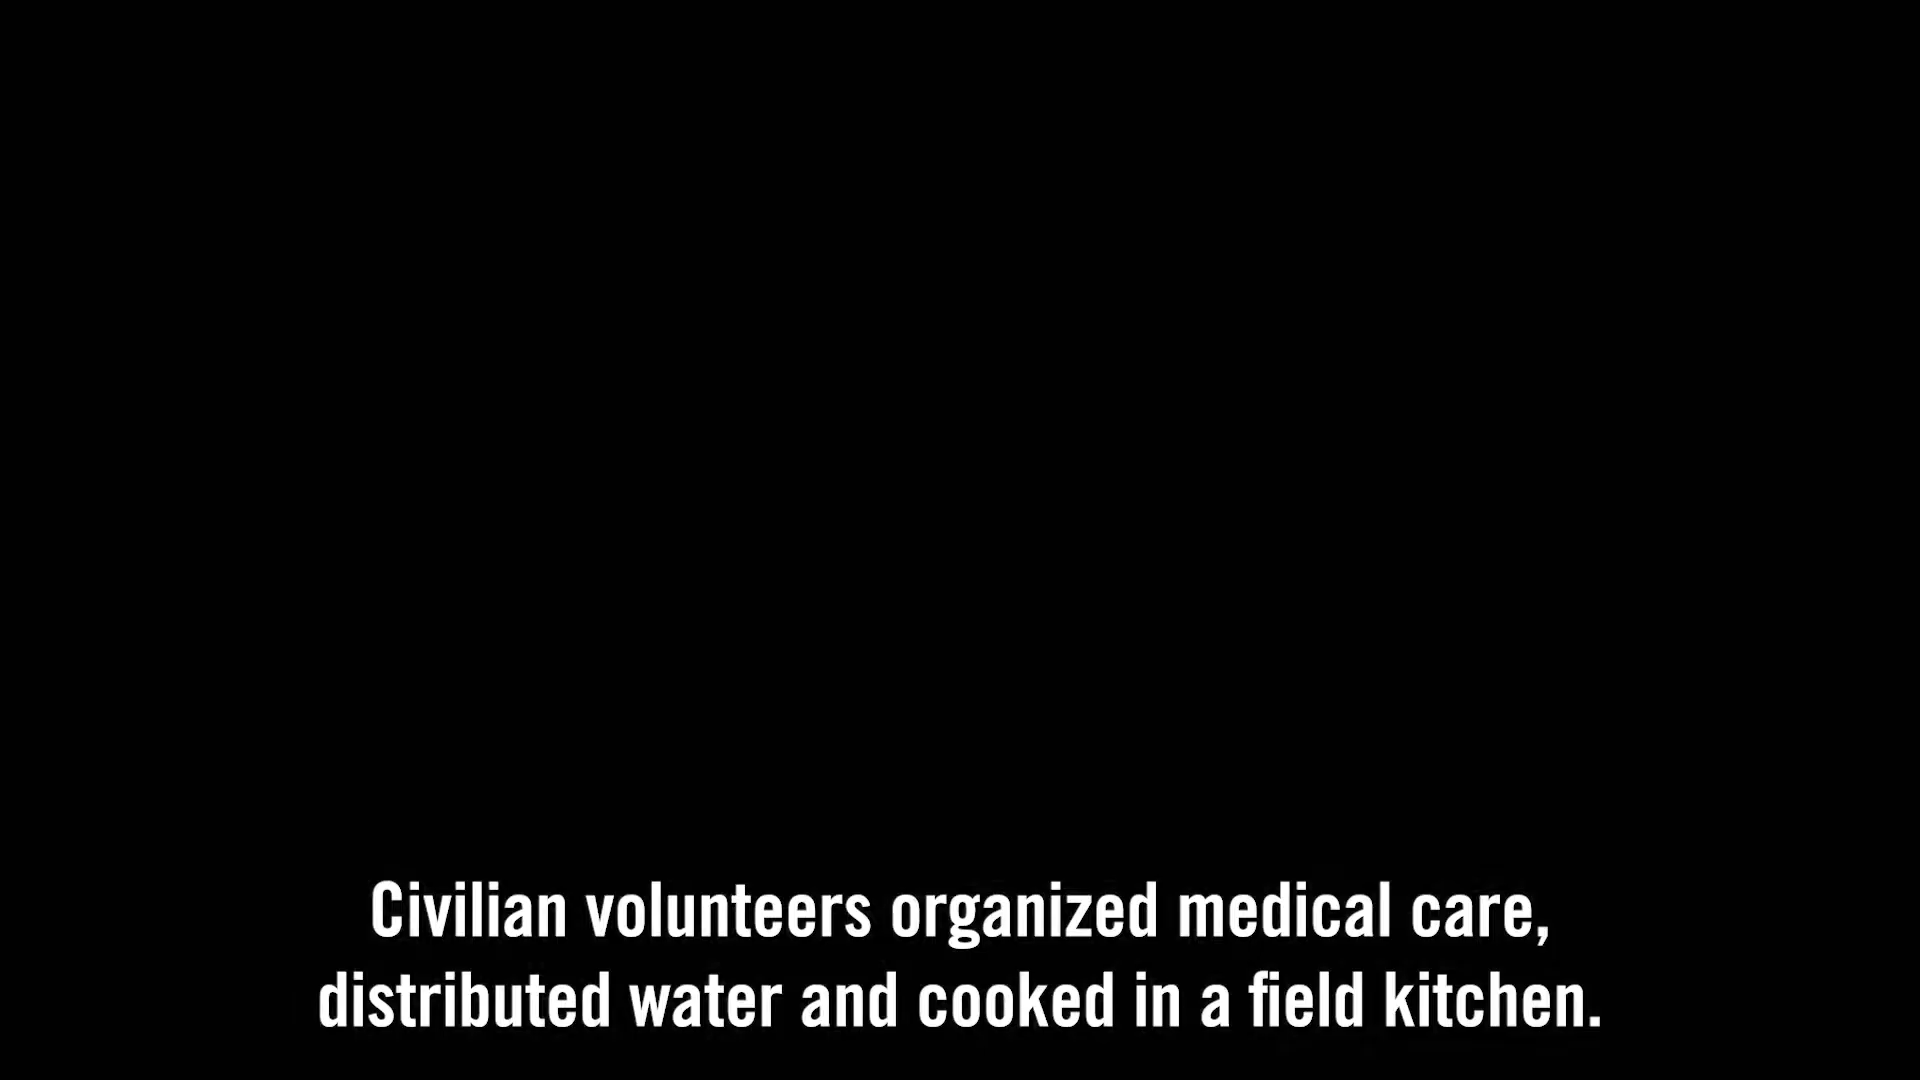 Civilian volunteers organized medical care,
distributed water and cooked in a field kitchen.